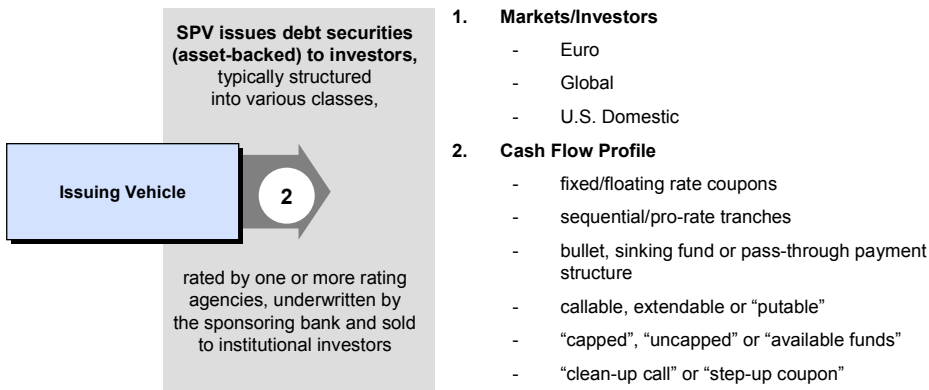 SPV issues debt securities
(asset-backed) to investors,
typically structured
into various classes,
Issuing Vehicle
2
rated by one or more rating
agencies, underwritten by
the sponsoring bank and sold
to institutional investors
1. Markets/Investors
- Euro
- Global
- U.S. Domestic
2. Cash Flow Profile
- fixed/floating rate coupons
- sequential/pro-rate tranches
- bullet, sinking fund or pass-through payment
structure
- callable, extendable or “putable”
- “capped”, “uncapped” or “available funds”
- “clean-up call” or “step-up coupon”